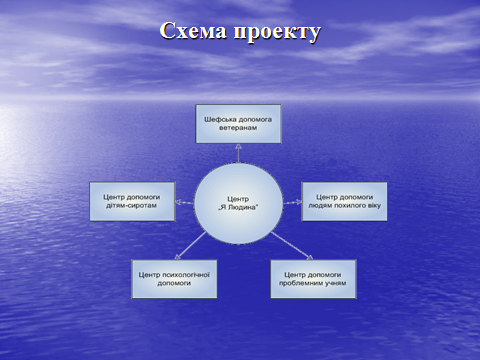 Схема проекту
Шефська допомога
ветеранам
Центр допомоги
дітям-сиротам
Центр
„Я Людина"
Центр допомоги
людям похилого віку
Центр психологічної
допомоги
Центр допомоги
проблемним учням